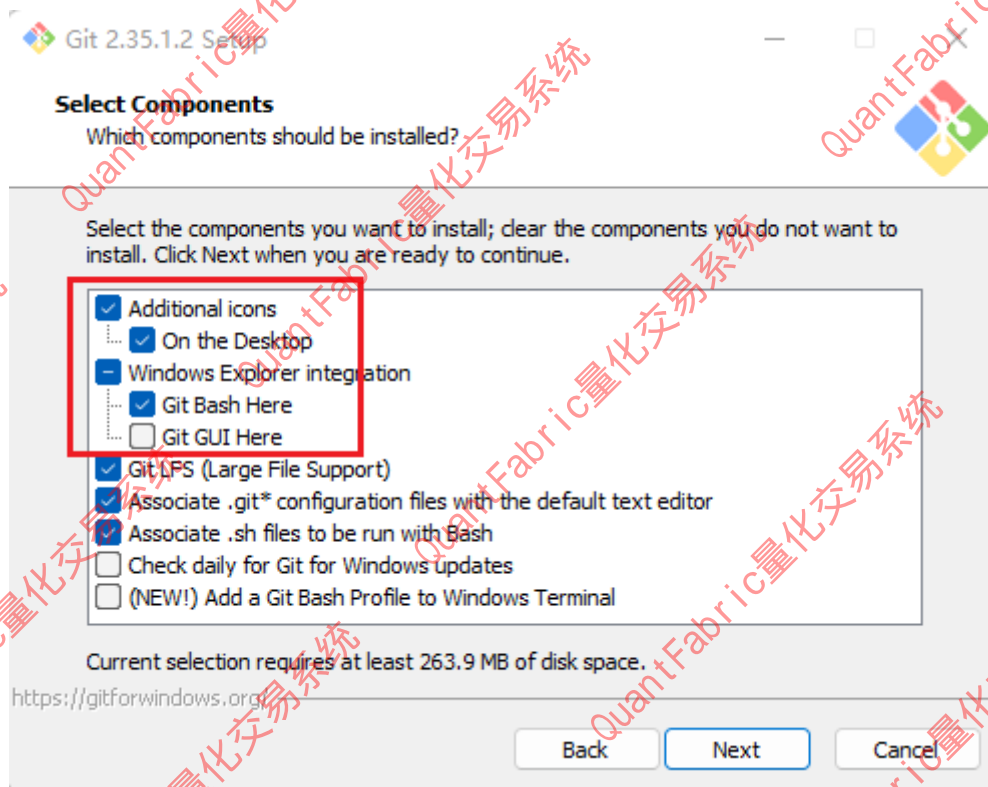 Git 2.35.1.2 Setup
Select Components
Which components should be installed?
Select the components you want to install; clear the components you do not want to
install. Click Next when you are ready to continue.
Additional icons
On the Desktop
Windows Explorer integration
Git Bash Here
Git GUI Here
Git LFS (Large File Support)
Associate .git* configuration files with the default text editor
Associate .sh files to be run with Bash
Check daily for Git for Windows updates
(NEW!) Add a Git Bash Profile to Windows Terminal
Current selection requires at least 263.9 MB of disk space.
https://gitforwindows.org/
Back
Next
Cancel
QuantFabric量化交易系统
QuantFabric量化交易系统
QuantFabric量化交易系统
QuantFabric量化交易系统